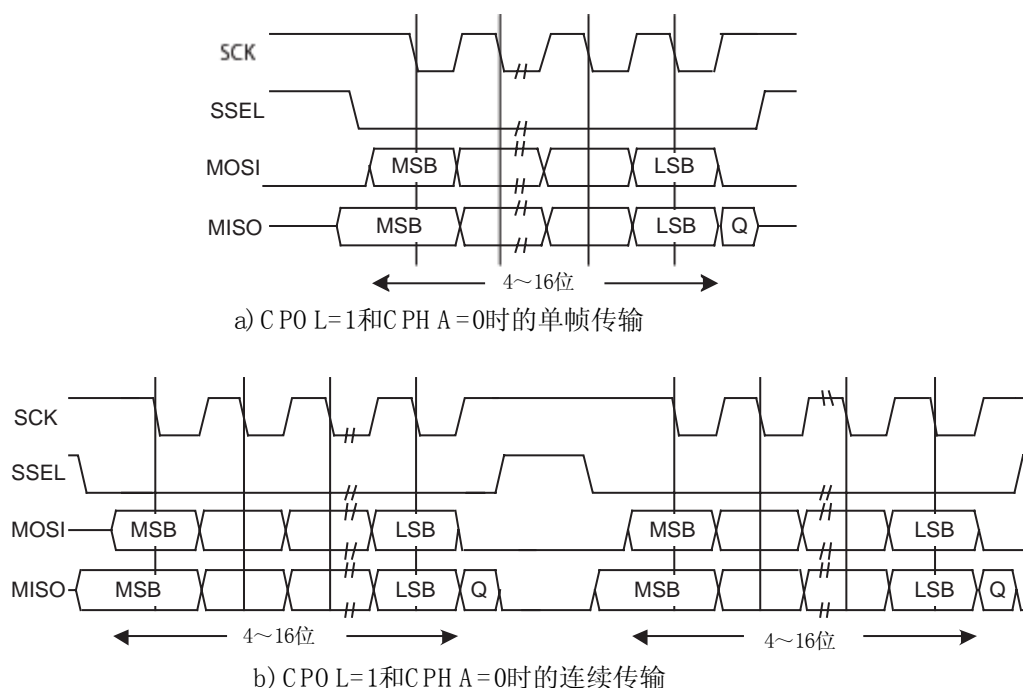 SCK
SSEL
MOSI MSB LSB
MISO MSB LSB Q
4～16位
a) CPOL=1和CPHA=0时的单帧传输
SCK
SSEL
MOSI MSB LSB MSB LSB
MISO MSB LSB Q MSB LSB Q
4～16位 4～16位
b) CPOL=1和CPHA=0时的连续传输